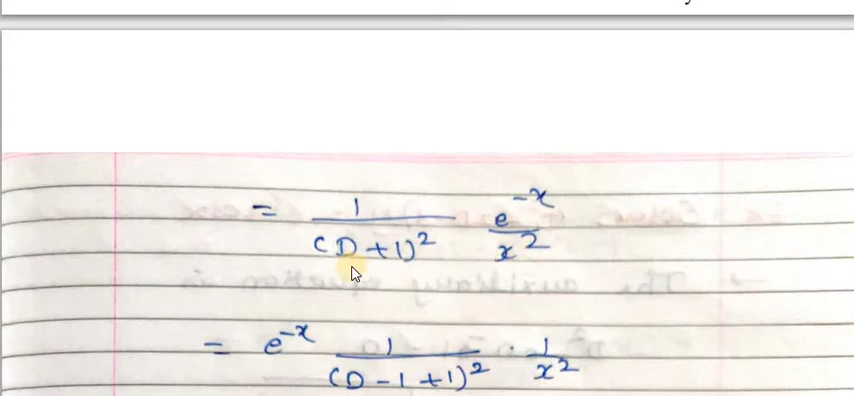 = 1/(D+1)² e^-x/x²
= e^-x 1/(D-1+1)² · 1/x²